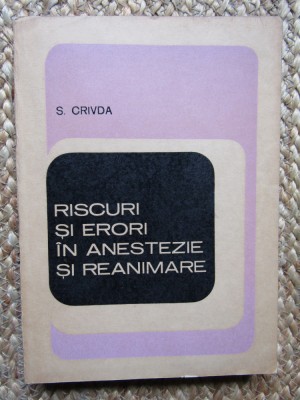 S. CRIVDA
RISCURI
ȘI ERORI
ÎN ANESTEZIE
ȘI REANIMARE